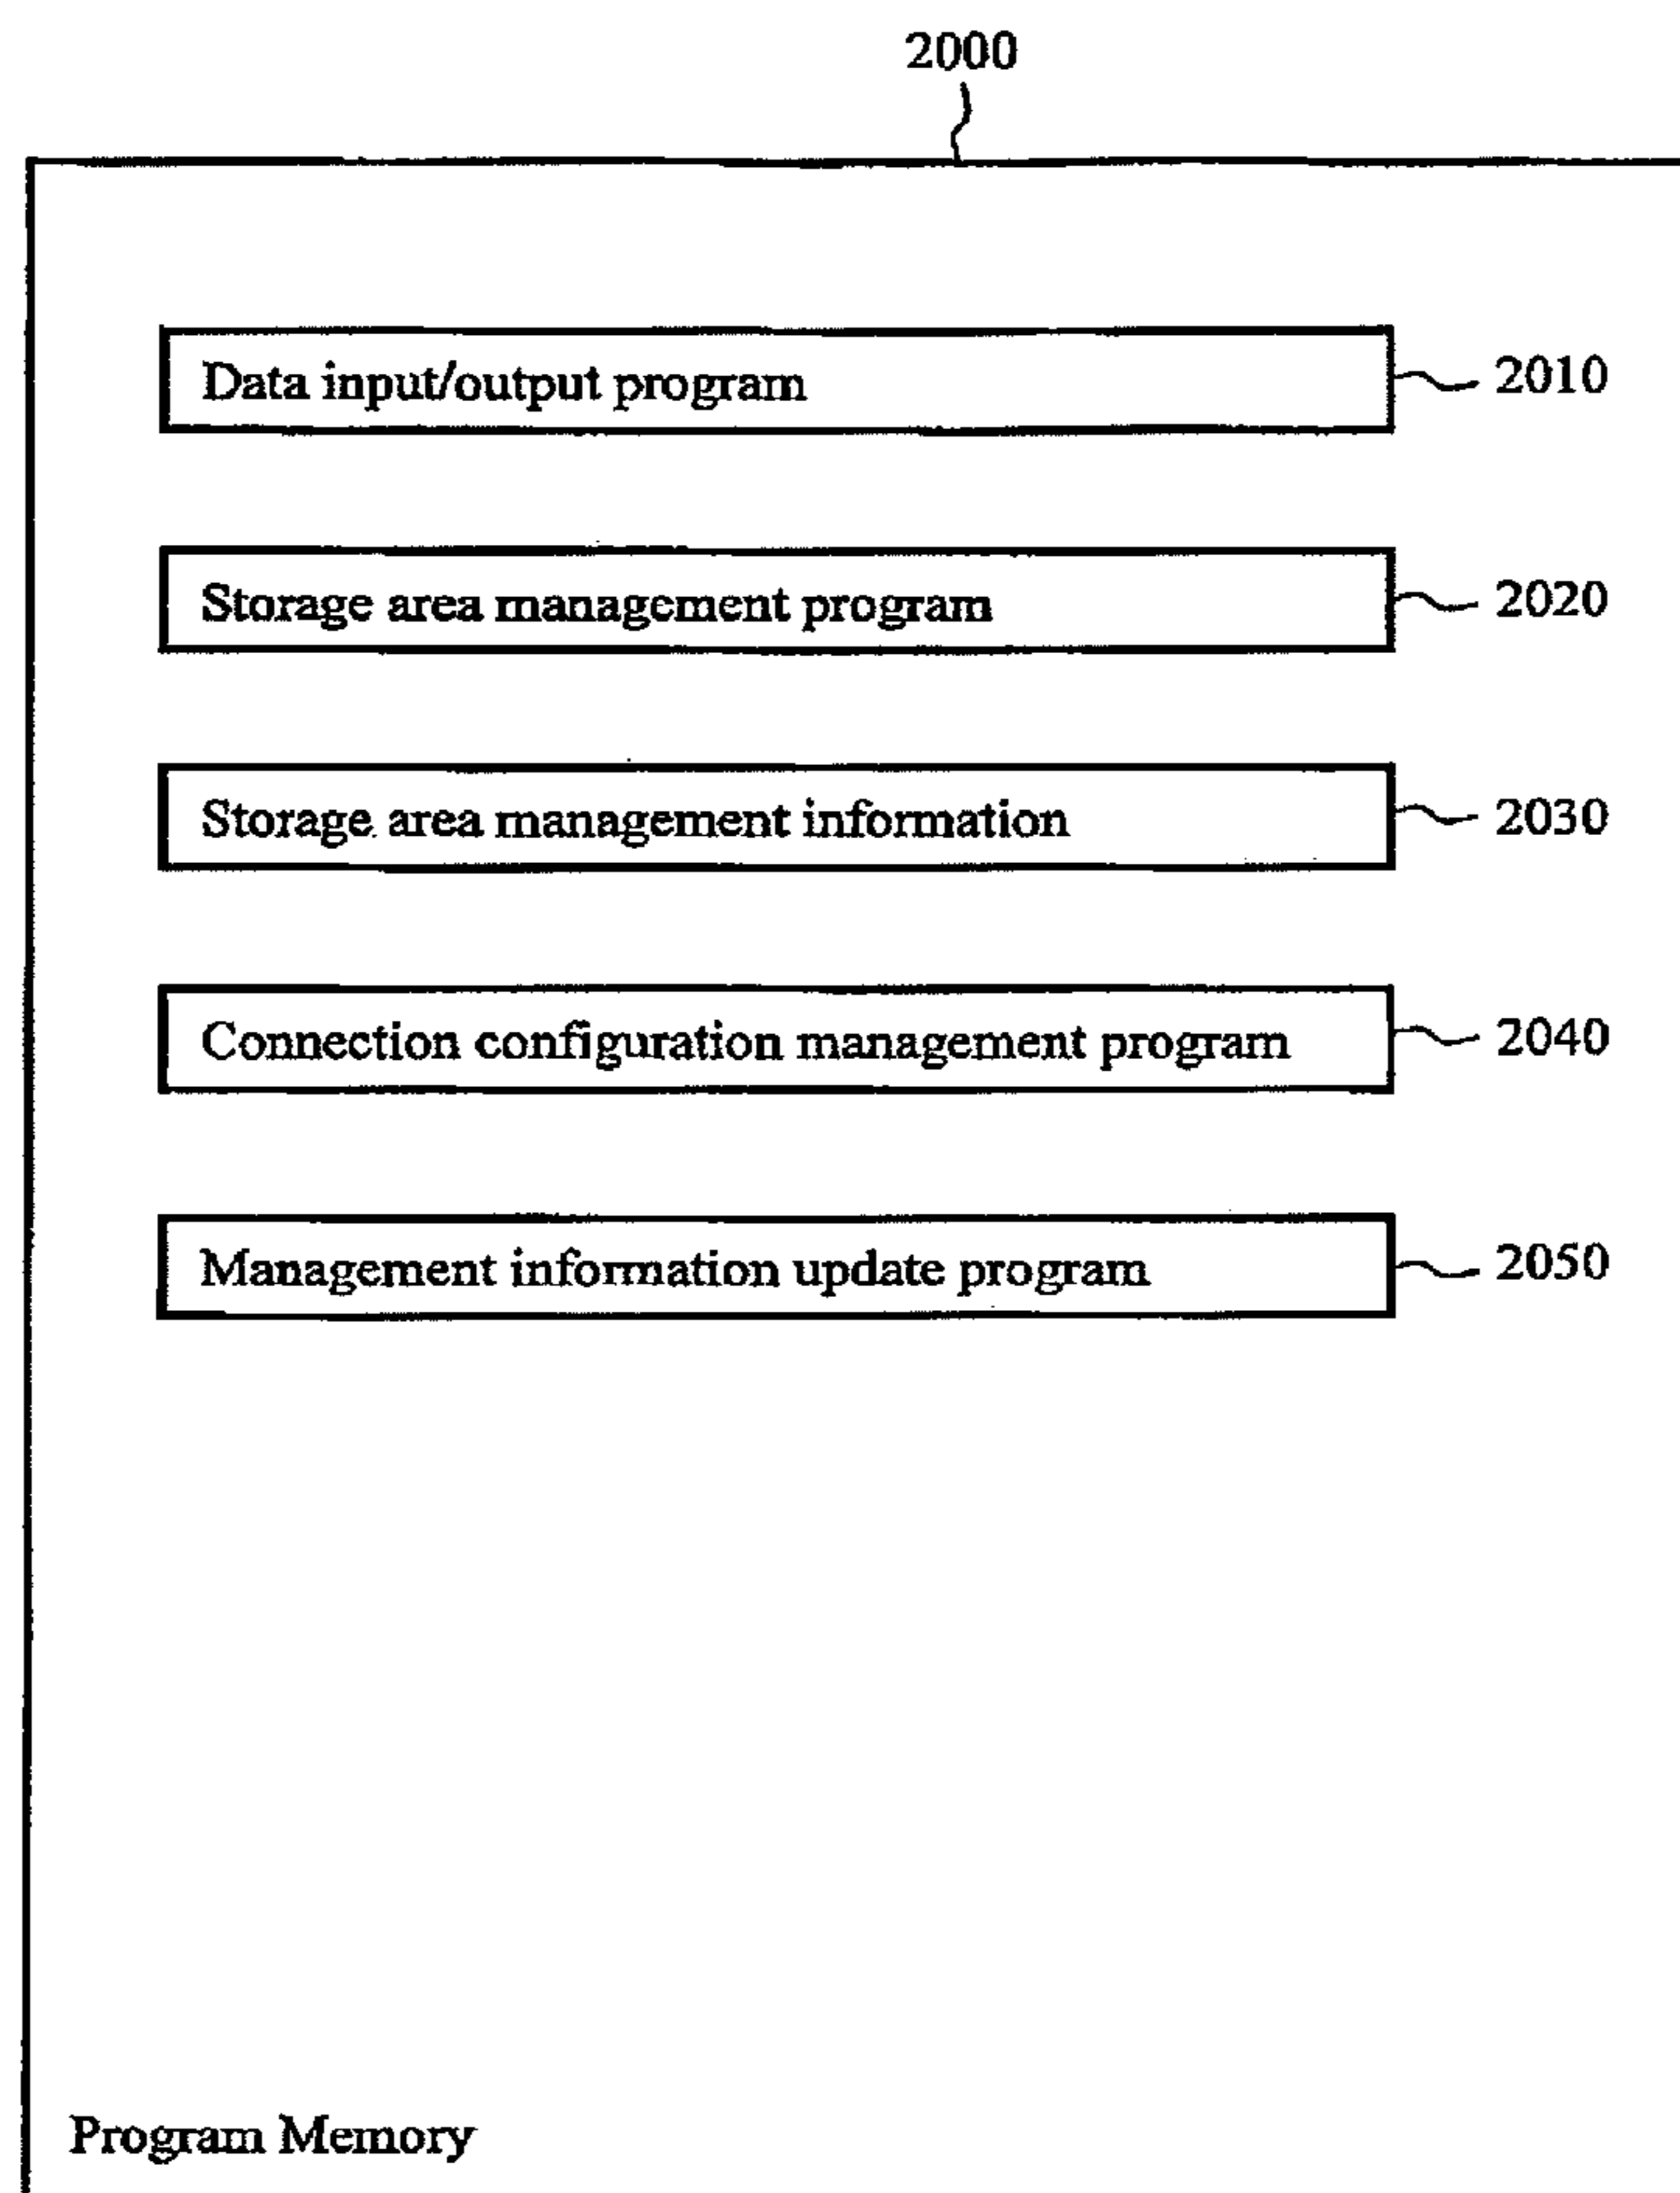 2000
Data input/output program 2010
Storage area management program 2020
Storage area management information 2030
Connection configuration management program 2040
Management information update program 2050
Program Memory